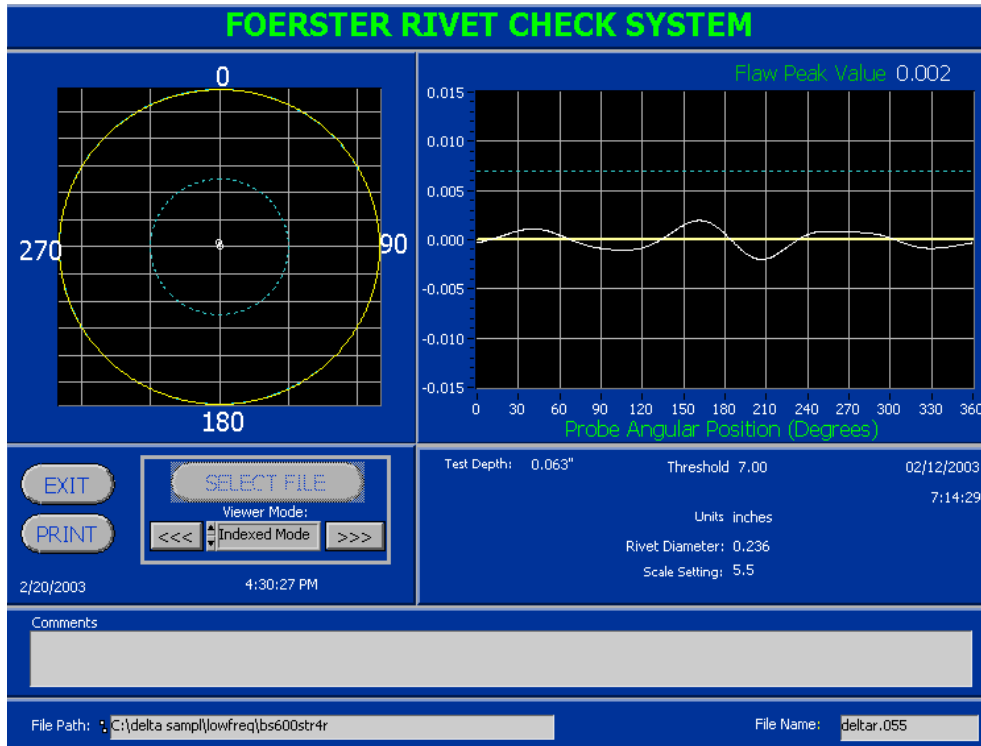 FOERSTER RIVET CHECK SYSTEM
0
270
90
180
Flaw Peak Value 0.002
0.015
0.010
0.005
0.000
-0.005
-0.010
-0.015
0 30 60 90 120 150 180 210 240 270 300 330 360
Probe Angular Position (Degrees)
EXIT
PRINT
SELECT FILE
Viewer Mode:
<<< Indexed Mode >>>
2/20/2003 4:30:27 PM
Test Depth: 0.063" Threshold 7.00 02/12/2003
7:14:29
Units inches
Rivet Diameter: 0.236
Scale Setting: 5.5
Comments
File Path: C:\delta sampl\lowfreq\bs600str4r File Name: deltar.055